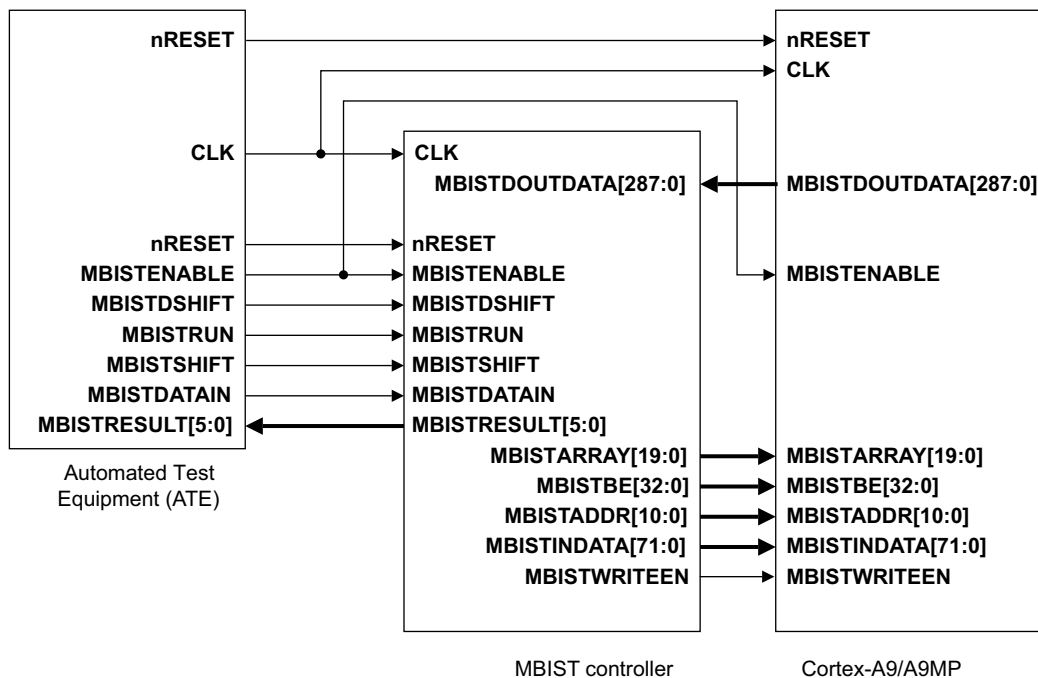 nRESET
CLK
nRESET
MBISTENABLE
MBISTDSHIFT
MBISTRUN
MBISTSHIFT
MBISTDATAIN
MBISTRESULT[5:0]
Automated Test
Equipment (ATE)
CLK
MBISTDOUTDATA[287:0]
nRESET
MBISTENABLE
MBISTDSHIFT
MBISTRUN
MBISTSHIFT
MBISTDATAIN
MBISTRESULT[5:0]
MBISTARRAY[19:0]
MBISTBE[32:0]
MBISTADDR[10:0]
MBISTINDATA[71:0]
MBISTWRITEEN
MBIST controller
nRESET
CLK
MBISTDOUTDATA[287:0]
MBISTENABLE
MBISTARRAY[19:0]
MBISTBE[32:0]
MBISTADDR[10:0]
MBISTINDATA[71:0]
MBISTWRITEEN
Cortex-A9/A9MP